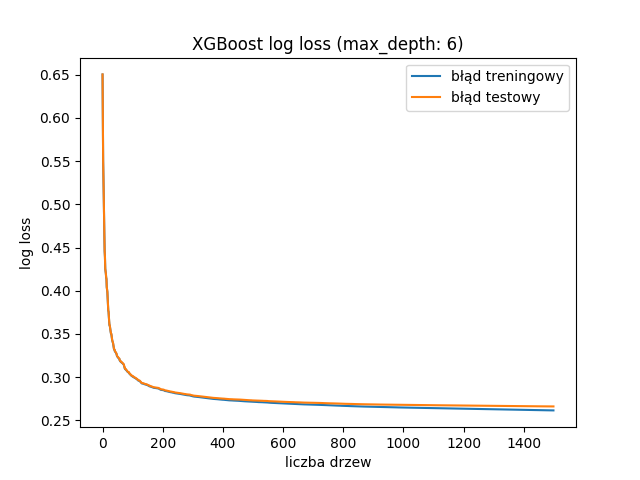 XGBoost log loss (max_depth: 6)
błąd treningowy
błąd testowy
log loss
0.65
0.60
0.55
0.50
0.45
0.40
0.35
0.30
0.25
0 200 400 600 800 1000 1200 1400
liczba drzew